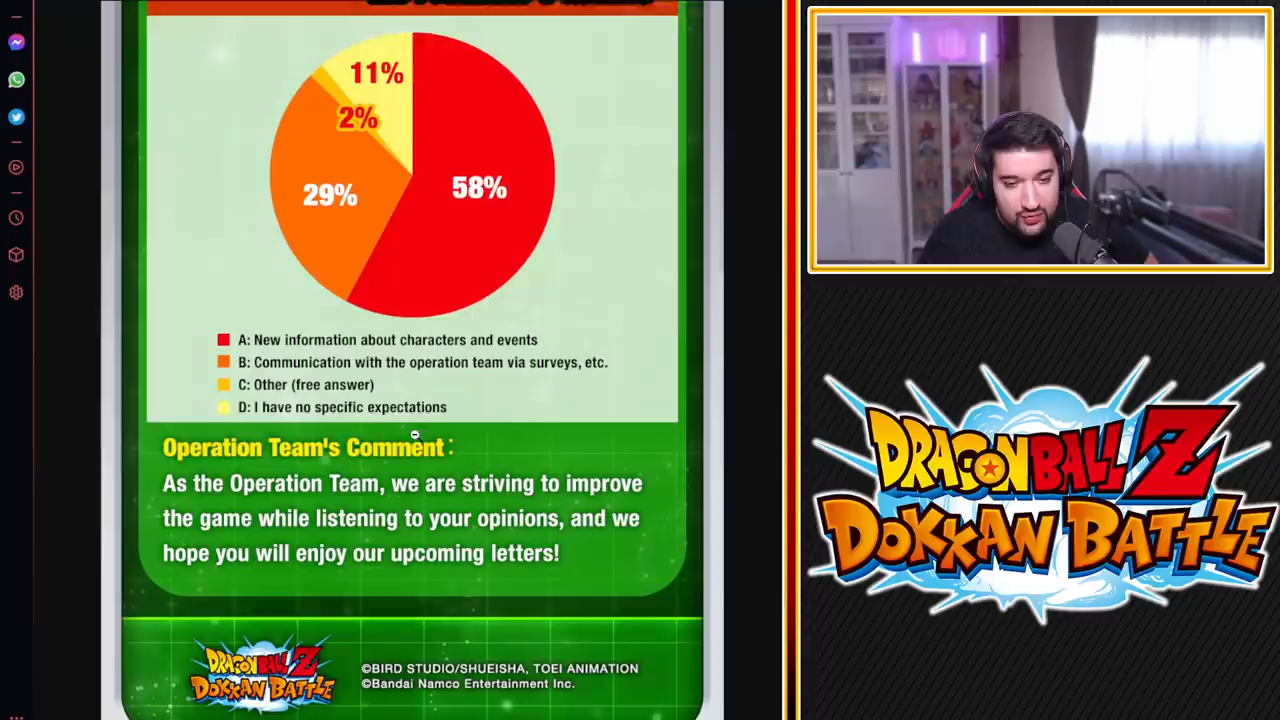 11%
2%
29%
58%
A: New information about characters and events
B: Communication with the operation team via surveys, etc.
C: Other (free answer)
D: I have no specific expectations
Operation Team's Comment:
As the Operation Team, we are striving to improve
the game while listening to your opinions, and we
hope you will enjoy our upcoming letters!
DRAGON BALL Z
DOKKAN BATTLE
©BIRD STUDIO/SHUEISHA, TOEI ANIMATION
©Bandai Namco Entertainment Inc.
DRAGON BALL Z
DOKKAN BATTLE